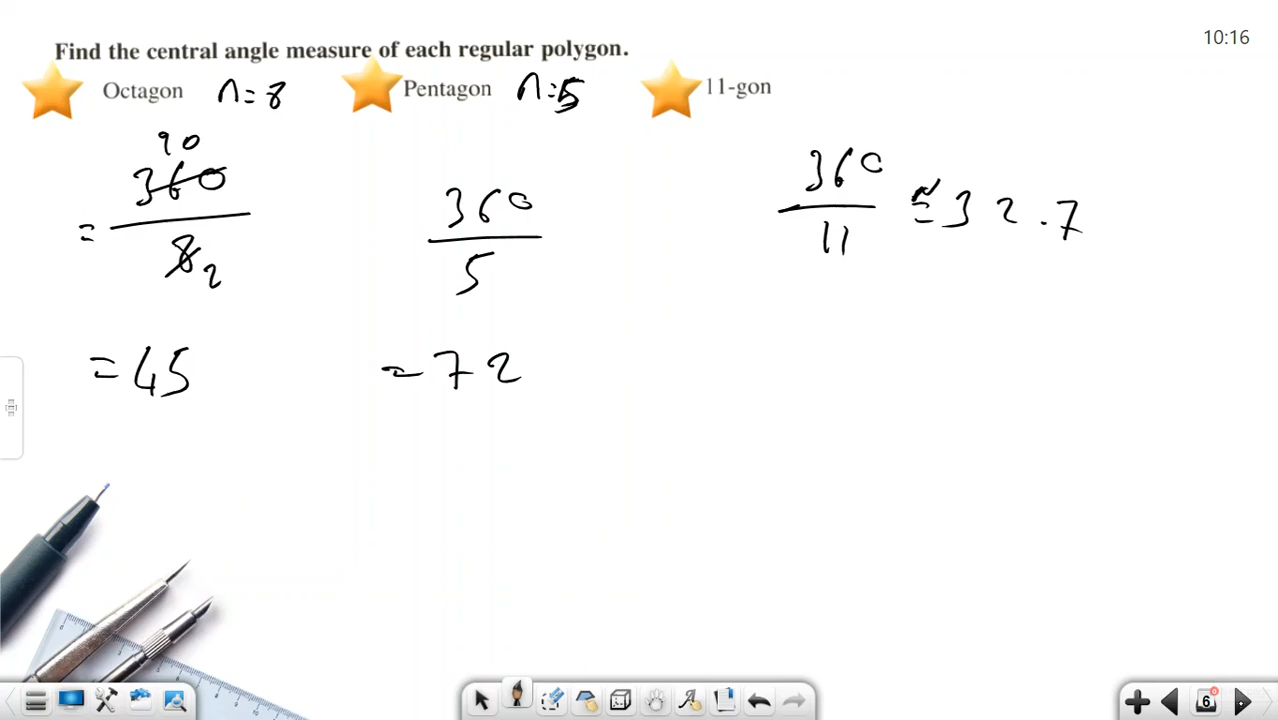 10:16
Find the central angle measure of each regular polygon.
Octagon n=8 Pentagon n=5 11-gon
90
= 360/8 2
360/5
360/11 ≅ 32.7
= 45
= 72
6